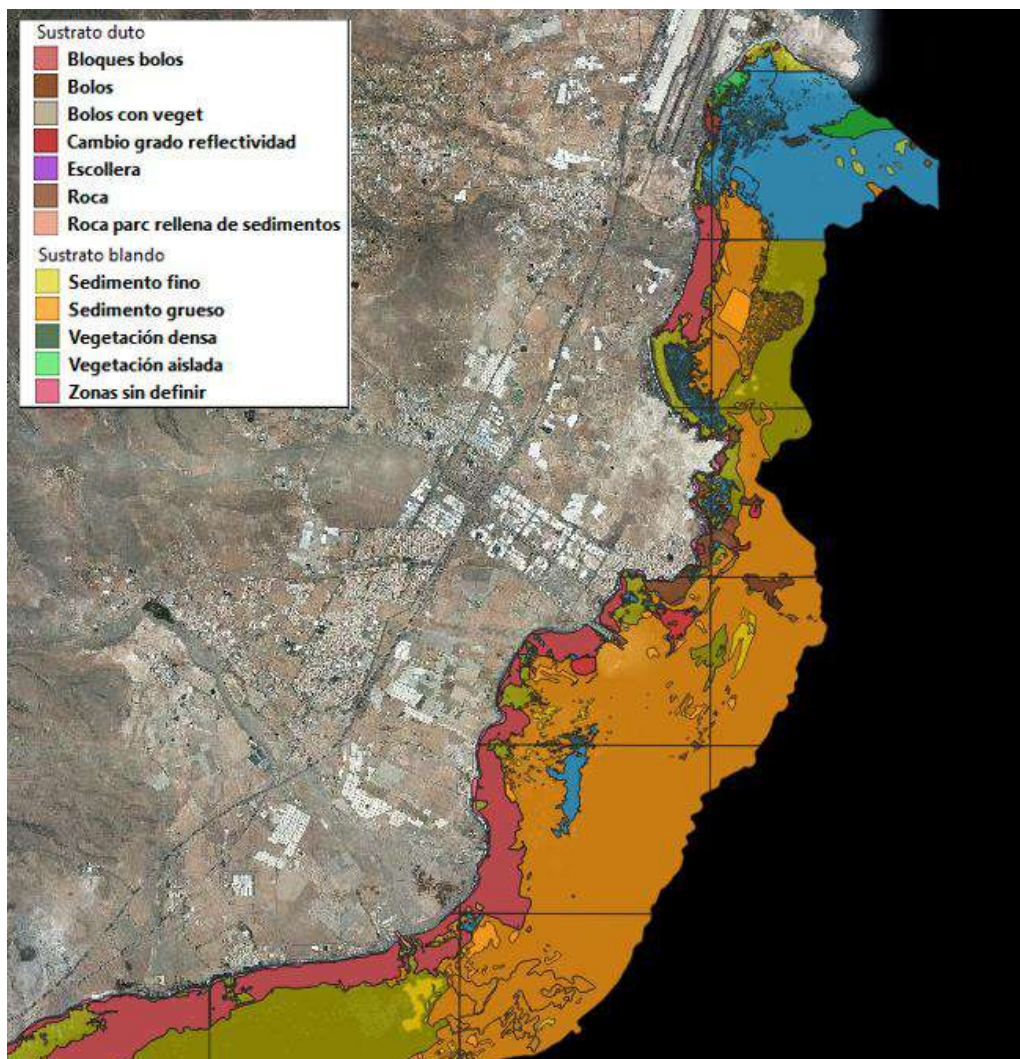 Sustrato duto
Bloques bolos
Bolos
Bolos con veget
Cambio grado reflectividad
Escollera
Roca
Roca parc rellena de sedimentos
Sustrato blando
Sedimento fino
Sedimento grueso
Vegetación densa
Vegetación aislada
Zonas sin definir